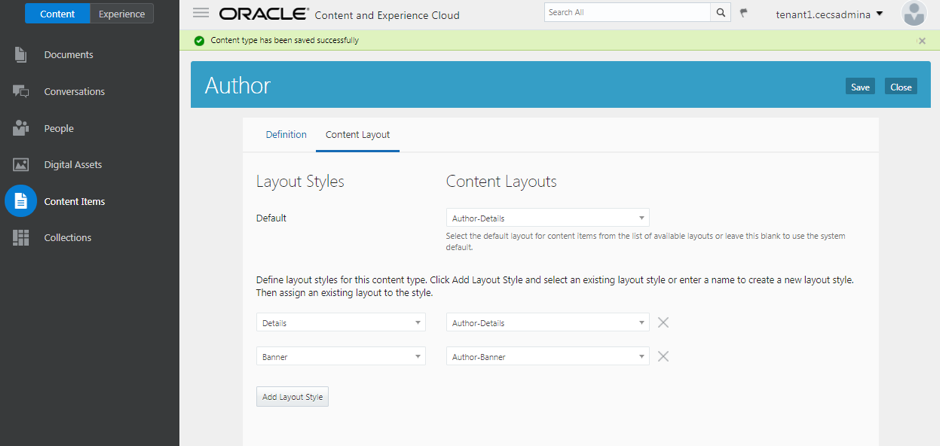 Content
Experience
ORACLE® Content and Experience Cloud
Search All
tenant1.cecsadmina
Documents
Conversations
People
Digital Assets
Content Items
Collections
Content type has been saved successfully
Author
Save
Close
Definition
Content Layout
Layout Styles
Content Layouts
Default
Author-Details
Select the default layout for content items from the list of available layouts or leave this blank to use the system
default.
Define layout styles for this content type. Click Add Layout Style and select an existing layout style or enter a name to create a new layout style.
Then assign an existing layout to the style.
Details
Author-Details
Banner
Author-Banner
Add Layout Style